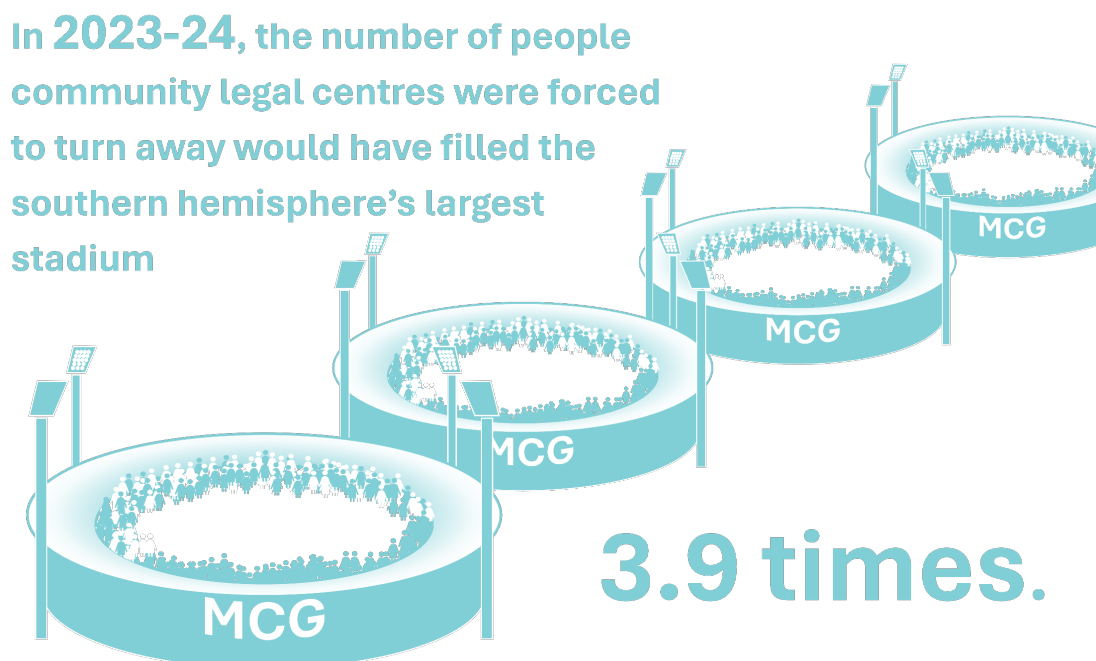 In 2023-24, the number of people
community legal centres were forced
to turn away would have filled the
southern hemisphere's largest
stadium
MCG
MCG
MCG
MCG
3.9 times.